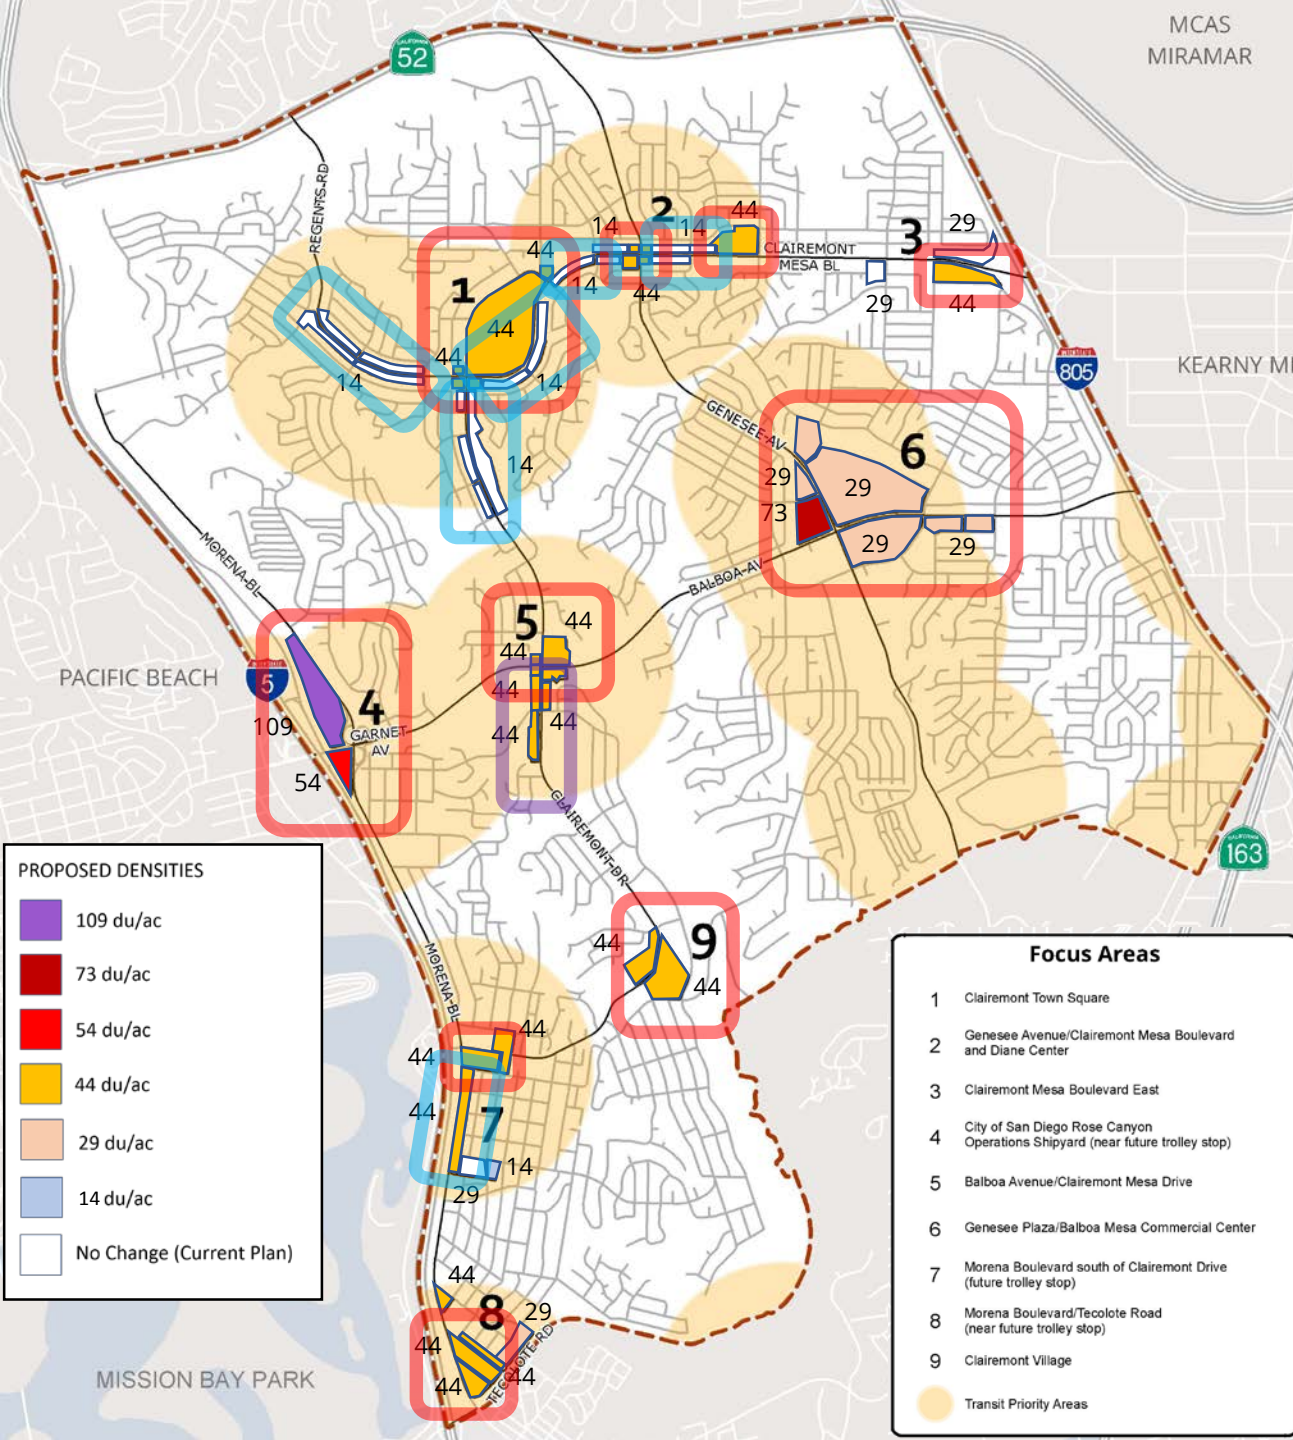 MCAS
MIRAMAR
CALIFORNIA
52
REGENTS RD
2
14
14
44
CLAIREMONT
MESA BL
3
29
44
1
44
14
44
29
44
44
44
14
14
INTERSTATE
805
KEARNY ME
GENESEE AV
6
14
29
29
73
29
29
MORENA BL
BALBOA AV
5
44
44
PACIFIC BEACH
5
44
44
44
4
109
GARNET
AV
54
CLAIREMONT DR
CALIFORNIA
163
PROPOSED DENSITIES
109 du/ac
73 du/ac
54 du/ac
44 du/ac
29 du/ac
14 du/ac
No Change (Current Plan)
44
9
44
MORENA BL
44
44
44
7
14
29
44
8
29
44
44
44
TECOLOTE RD
MISSION BAY PARK
Focus Areas
1 Clairemont Town Square
2 Genesee Avenue/Clairemont Mesa Boulevard
and Diane Center
3 Clairemont Mesa Boulevard East
4 City of San Diego Rose Canyon
Operations Shipyard (near future trolley stop)
5 Balboa Avenue/Clairemont Mesa Drive
6 Genesee Plaza/Balboa Mesa Commercial Center
7 Morena Boulevard south of Clairemont Drive
(future trolley stop)
8 Morena Boulevard/Tecolote Road
(near future trolley stop)
9 Clairemont Village
Transit Priority Areas